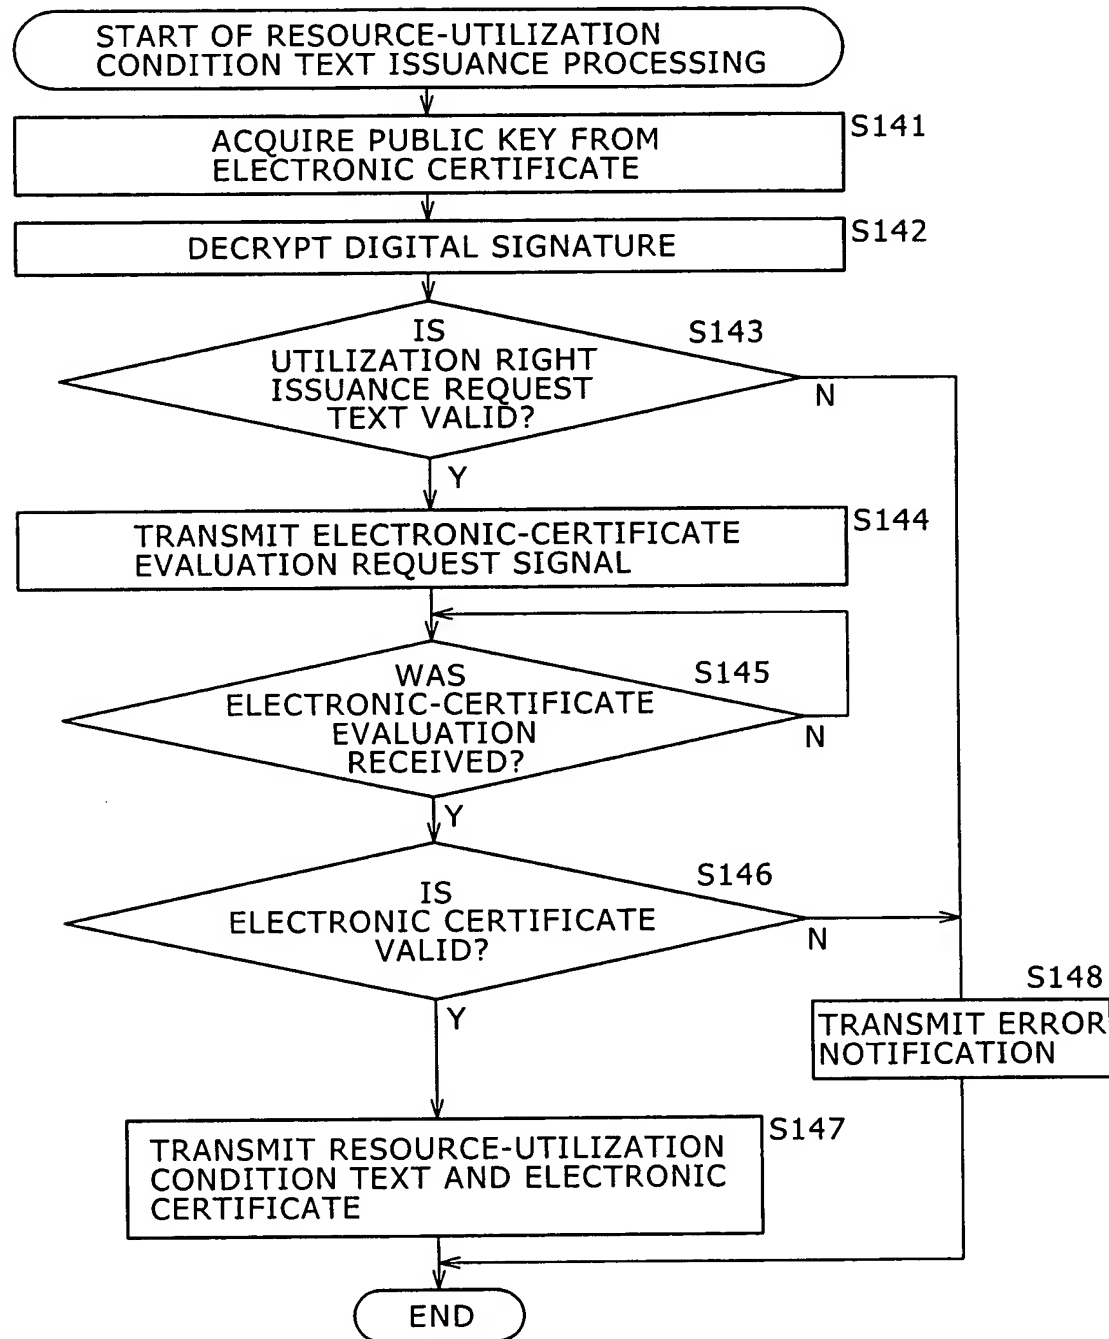 START OF RESOURCE-UTILIZATION
CONDITION TEXT ISSUANCE PROCESSING
S141
ACQUIRE PUBLIC KEY FROM
ELECTRONIC CERTIFICATE
S142
DECRYPT DIGITAL SIGNATURE
S143
IS
UTILIZATION RIGHT
ISSUANCE REQUEST
TEXT VALID?
N
Y
S144
TRANSMIT ELECTRONIC-CERTIFICATE
EVALUATION REQUEST SIGNAL
S145
WAS
ELECTRONIC-CERTIFICATE
EVALUATION
RECEIVED?
N
Y
S146
IS
ELECTRONIC CERTIFICATE
VALID?
N
Y
S148
TRANSMIT ERROR
NOTIFICATION
S147
TRANSMIT RESOURCE-UTILIZATION
CONDITION TEXT AND ELECTRONIC
CERTIFICATE
END